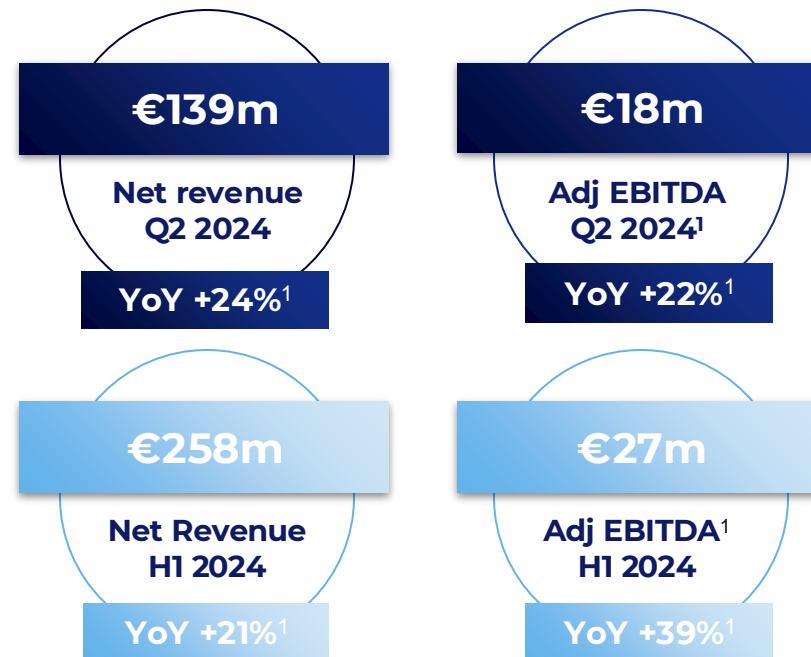 €139m
Net revenue
Q2 2024
YoY +24%¹
€18m
Adj EBITDA
Q2 2024¹
YoY +22%¹
€258m
Net Revenue
H1 2024
YoY +21%¹
€27m
Adj EBITDA¹
H1 2024
YoY +39%¹